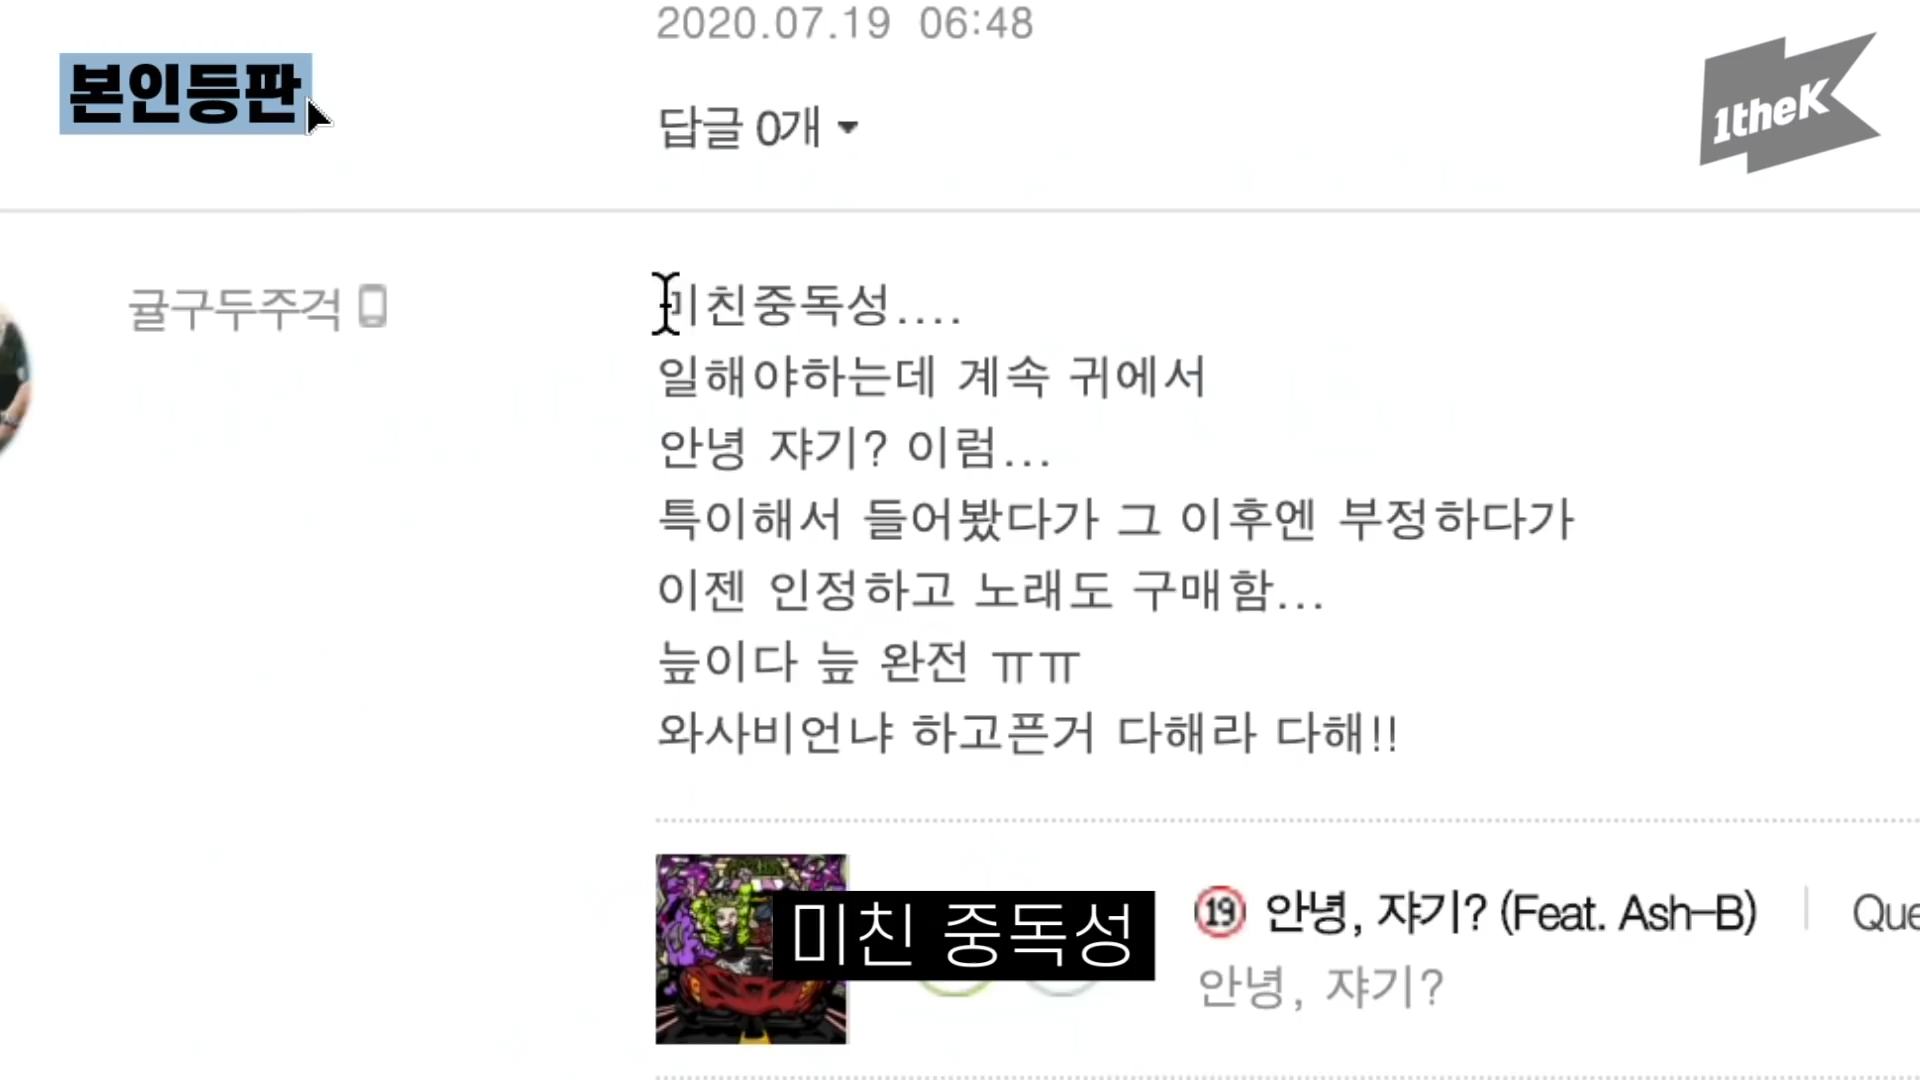 2020.07.19 06:48
본인등판
1theK
답글 0개
귤구두주걱
미친중독성....
일해야하는데 계속 귀에서
안녕 쟈기? 이럼...
특이해서 들어봤다가 그 이후엔 부정하다가
이젠 인정하고 노래도 구매함...
늪이다 늪 완전 ㅠㅠ
와사비언냐 하고픈거 다해라 다해!!
미친 중독성
19 안녕, 쟈기? (Feat. Ash-B) Que
안녕, 쟈기?